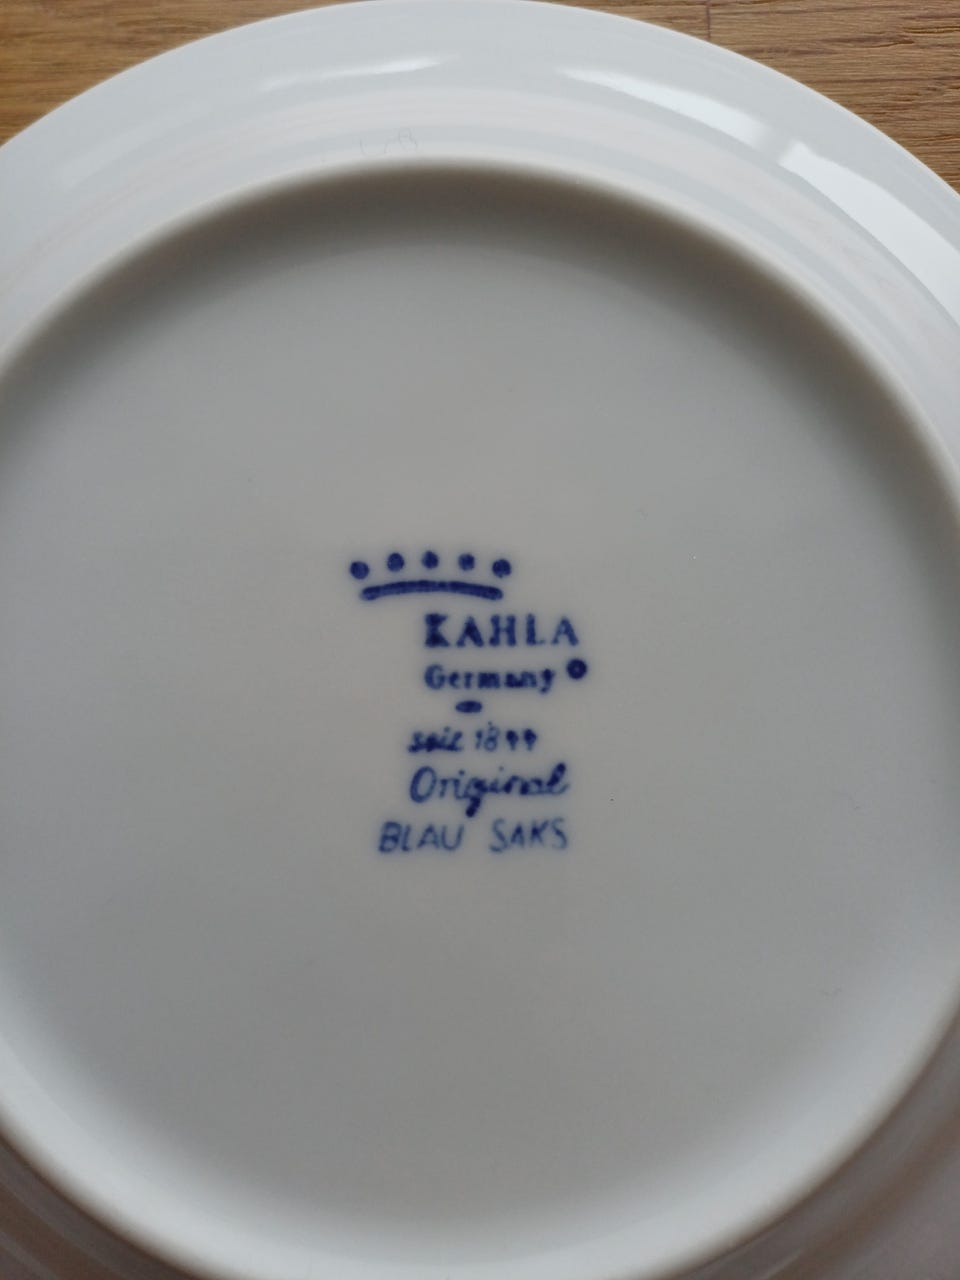 KAHLA
Germany
seit 1844
Original
BLAU SAKS